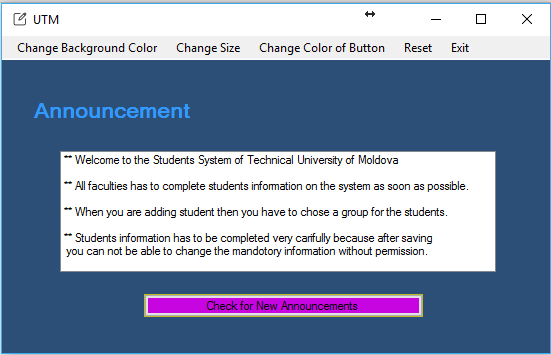 UTM
Change Background Color Change Size Change Color of Button Reset Exit
Announcement
** Welcome to the Students System of Technical University of Moldova
** All faculties has to complete students information on the system as soon as possible.
** When you are adding student then you have to chose a group for the students.
** Students information has to be completed very carifully because after saving
you can not be able to change the mandotory information without permission.
Check for New Announcements